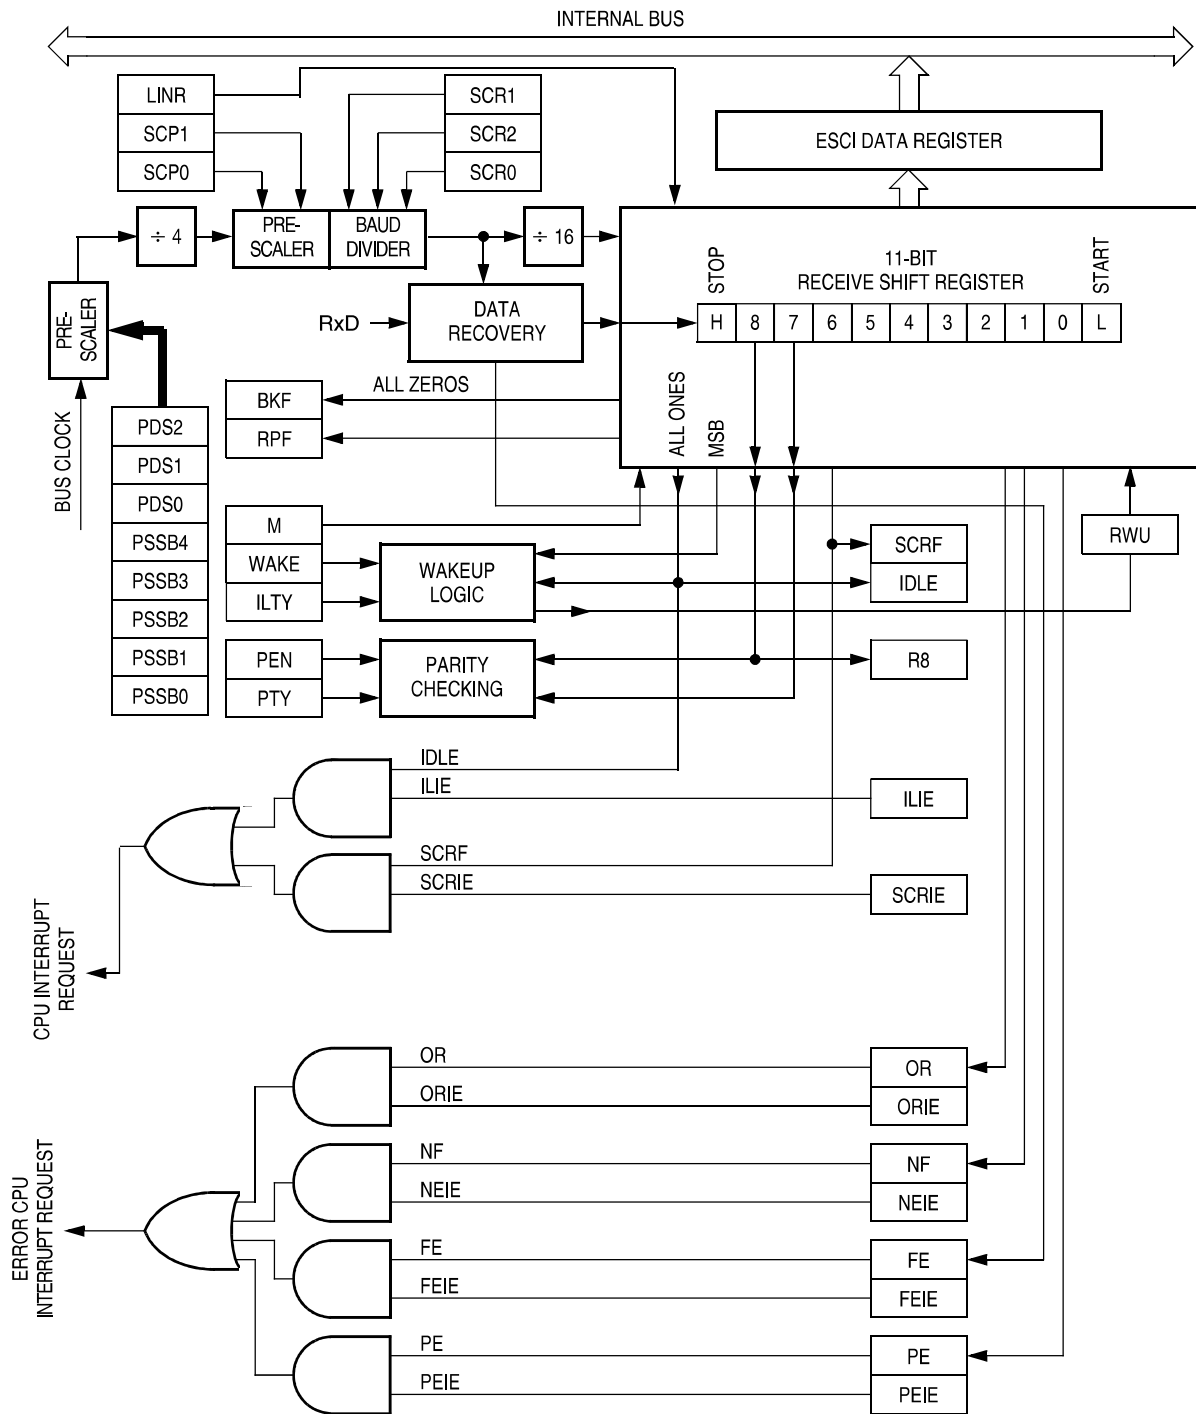 INTERNAL BUS
LINR
SCP1
SCP0
SCR1
SCR2
SCR0
ESCI DATA REGISTER
÷ 4
PRE-
SCALER
BAUD
DIVIDER
÷ 16
PRE-
SCALER
BUS CLOCK
RxD
DATA
RECOVERY
STOP
11-BIT
RECEIVE SHIFT REGISTER
START
H
8
7
6
5
4
3
2
1
0
L
ALL ZEROS
ALL ONES
MSB
BKF
RPF
PDS2
PDS1
PDS0
PSSB4
PSSB3
PSSB2
PSSB1
PSSB0
M
WAKE
ILTY
WAKEUP
LOGIC
PEN
PTY
PARITY
CHECKING
SCRF
IDLE
RWU
R8
IDLE
ILIE
ILIE
SCRF
SCRIE
SCRIE
CPU INTERRUPT
REQUEST
OR
ORIE
OR
ORIE
NF
NEIE
NF
NEIE
FE
FEIE
FE
FEIE
PE
PEIE
PE
PEIE
ERROR CPU
INTERRUPT REQUEST